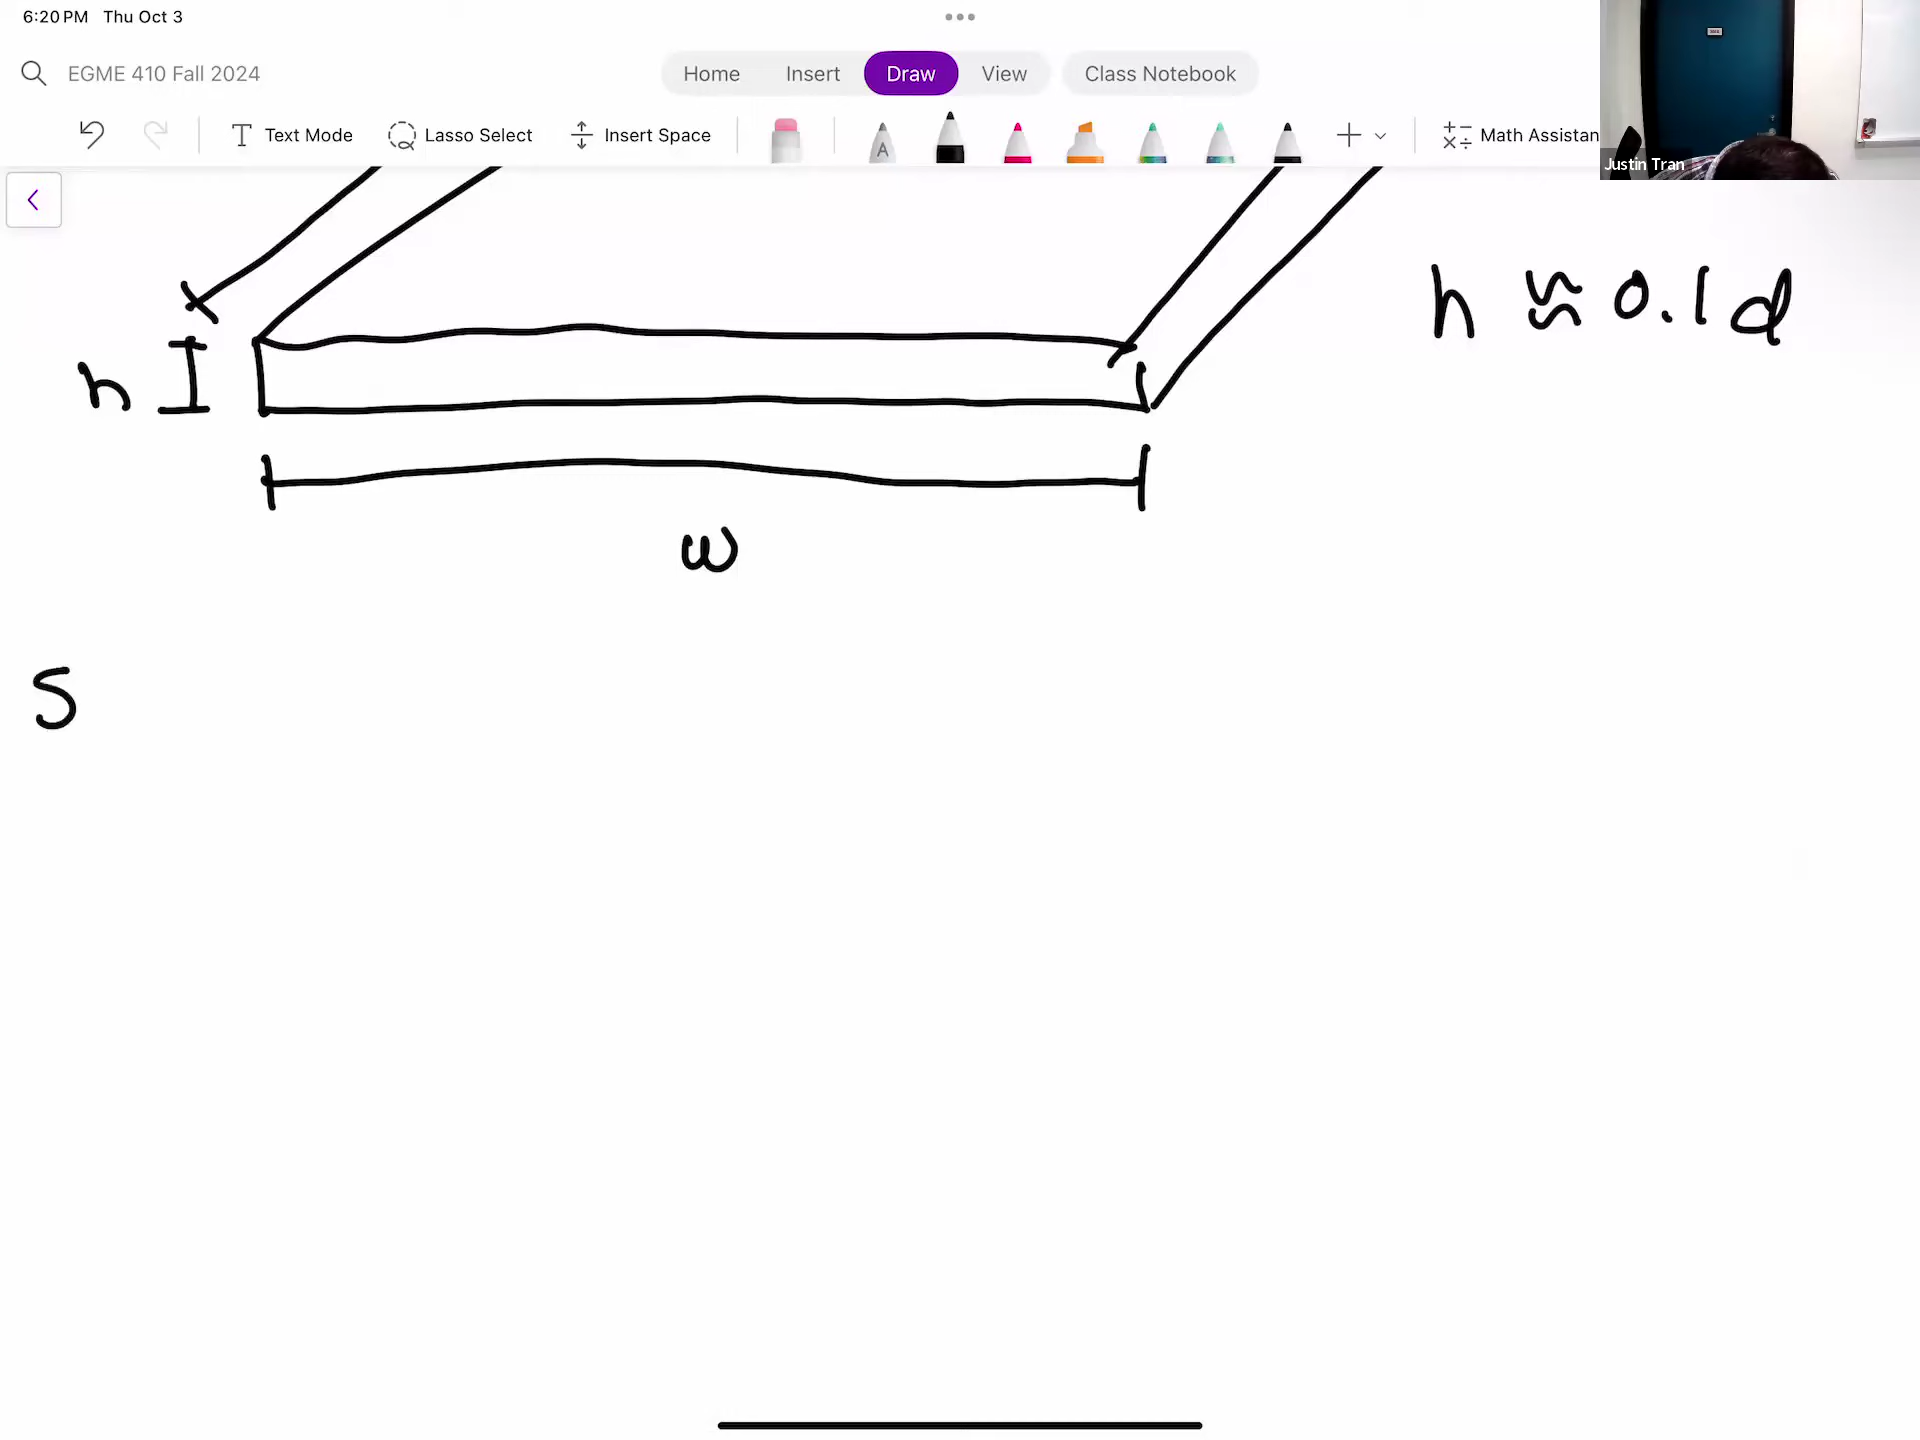 6:20 PM Thu Oct 3
EGME 410 Fall 2024
Home Insert Draw View Class Notebook
Text Mode Lasso Select Insert Space A Math Assistan
Justin Tran
h ≈ 0.1 d
h
w
S